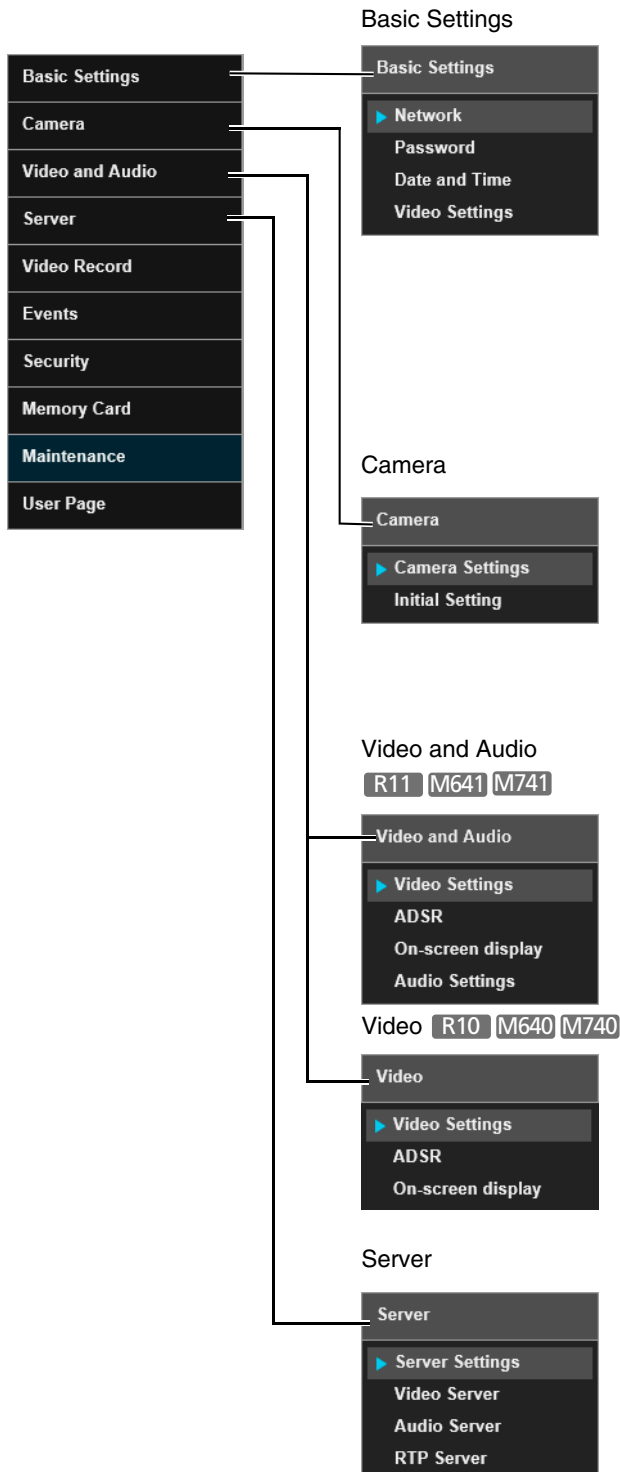 Basic Settings
Camera
Video and Audio
Server
Video Record
Events
Security
Memory Card
Maintenance
User Page
Basic Settings
Basic Settings
Network
Password
Date and Time
Video Settings
Camera
Camera
Camera Settings
Initial Setting
Video and Audio
R11 M641 M741
Video and Audio
Video Settings
ADSR
On-screen display
Audio Settings
Video R10 M640 M740
Video
Video Settings
ADSR
On-screen display
Server
Server
Server Settings
Video Server
Audio Server
RTP Server